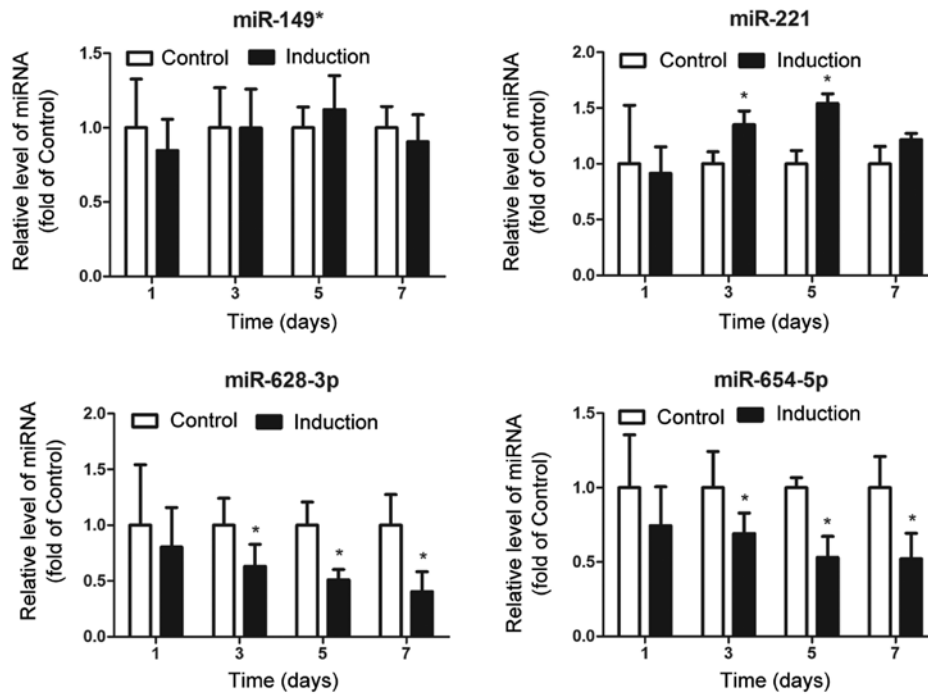 miR-149*
Relative level of miRNA
(fold of Control)
1.5
1.0
0.5
0.0
Control
Induction
1
3
5
7
Time (days)
miR-221
Relative level of miRNA
(fold of Control)
2.0
1.5
1.0
0.5
0.0
Control
Induction
*
*
1
3
5
7
Time (days)
miR-628-3p
Relative level of miRNA
(fold of Control)
2.0
1.5
1.0
0.5
0.0
Control
Induction
*
*
*
1
3
5
7
Time (days)
miR-654-5p
Relative level of miRNA
(fold of Control)
1.5
1.0
0.5
0.0
Control
Induction
*
*
*
1
3
5
7
Time (days)